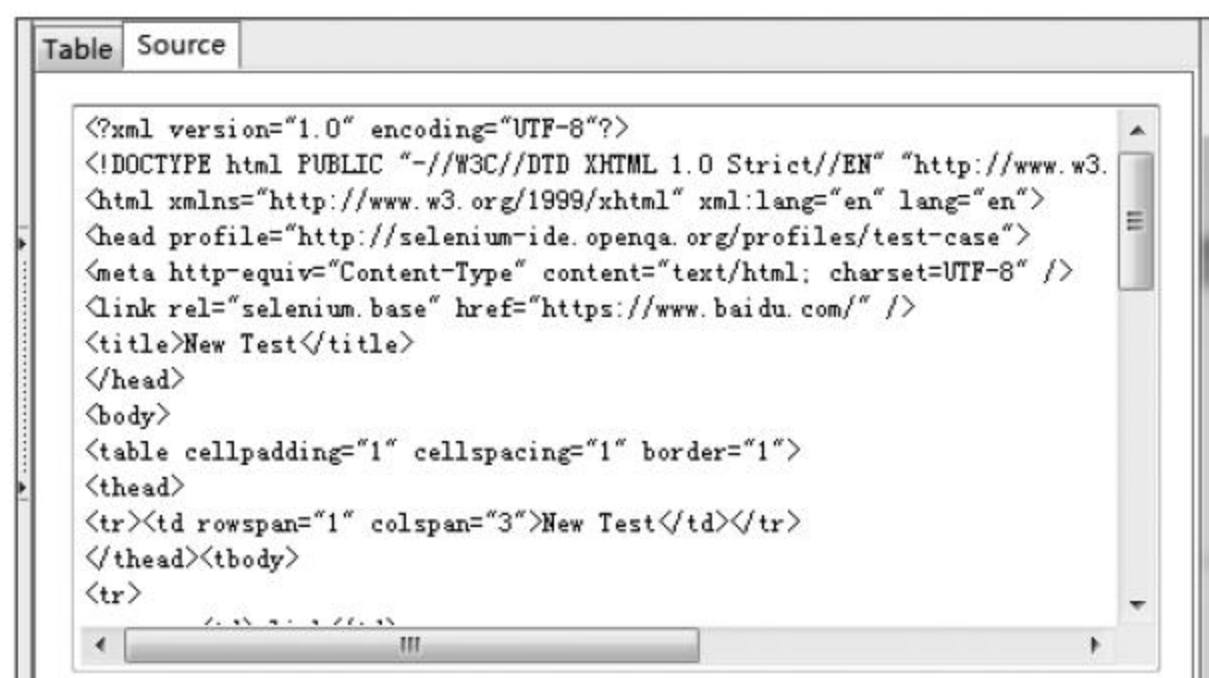 Table Source
<?xml version="1.0" encoding="UTF-8"?>
<!DOCTYPE html PUBLIC "-//W3C//DTD XHTML 1.0 Strict//EN" "http://www.w3.
<html xmlns="http://www.w3.org/1999/xhtml" xml:lang="en" lang="en">
<head profile="http://selenium-ide.openqa.org/profiles/test-case">
<meta http-equiv="Content-Type" content="text/html; charset=UTF-8" />
<link rel="selenium.base" href="https://www.baidu.com/" />
<title>New Test</title>
</head>
<body>
<table cellpadding="1" cellspacing="1" border="1">
<thead>
<tr><td rowspan="1" colspan="3">New Test</td></tr>
</thead><tbody>
<tr>